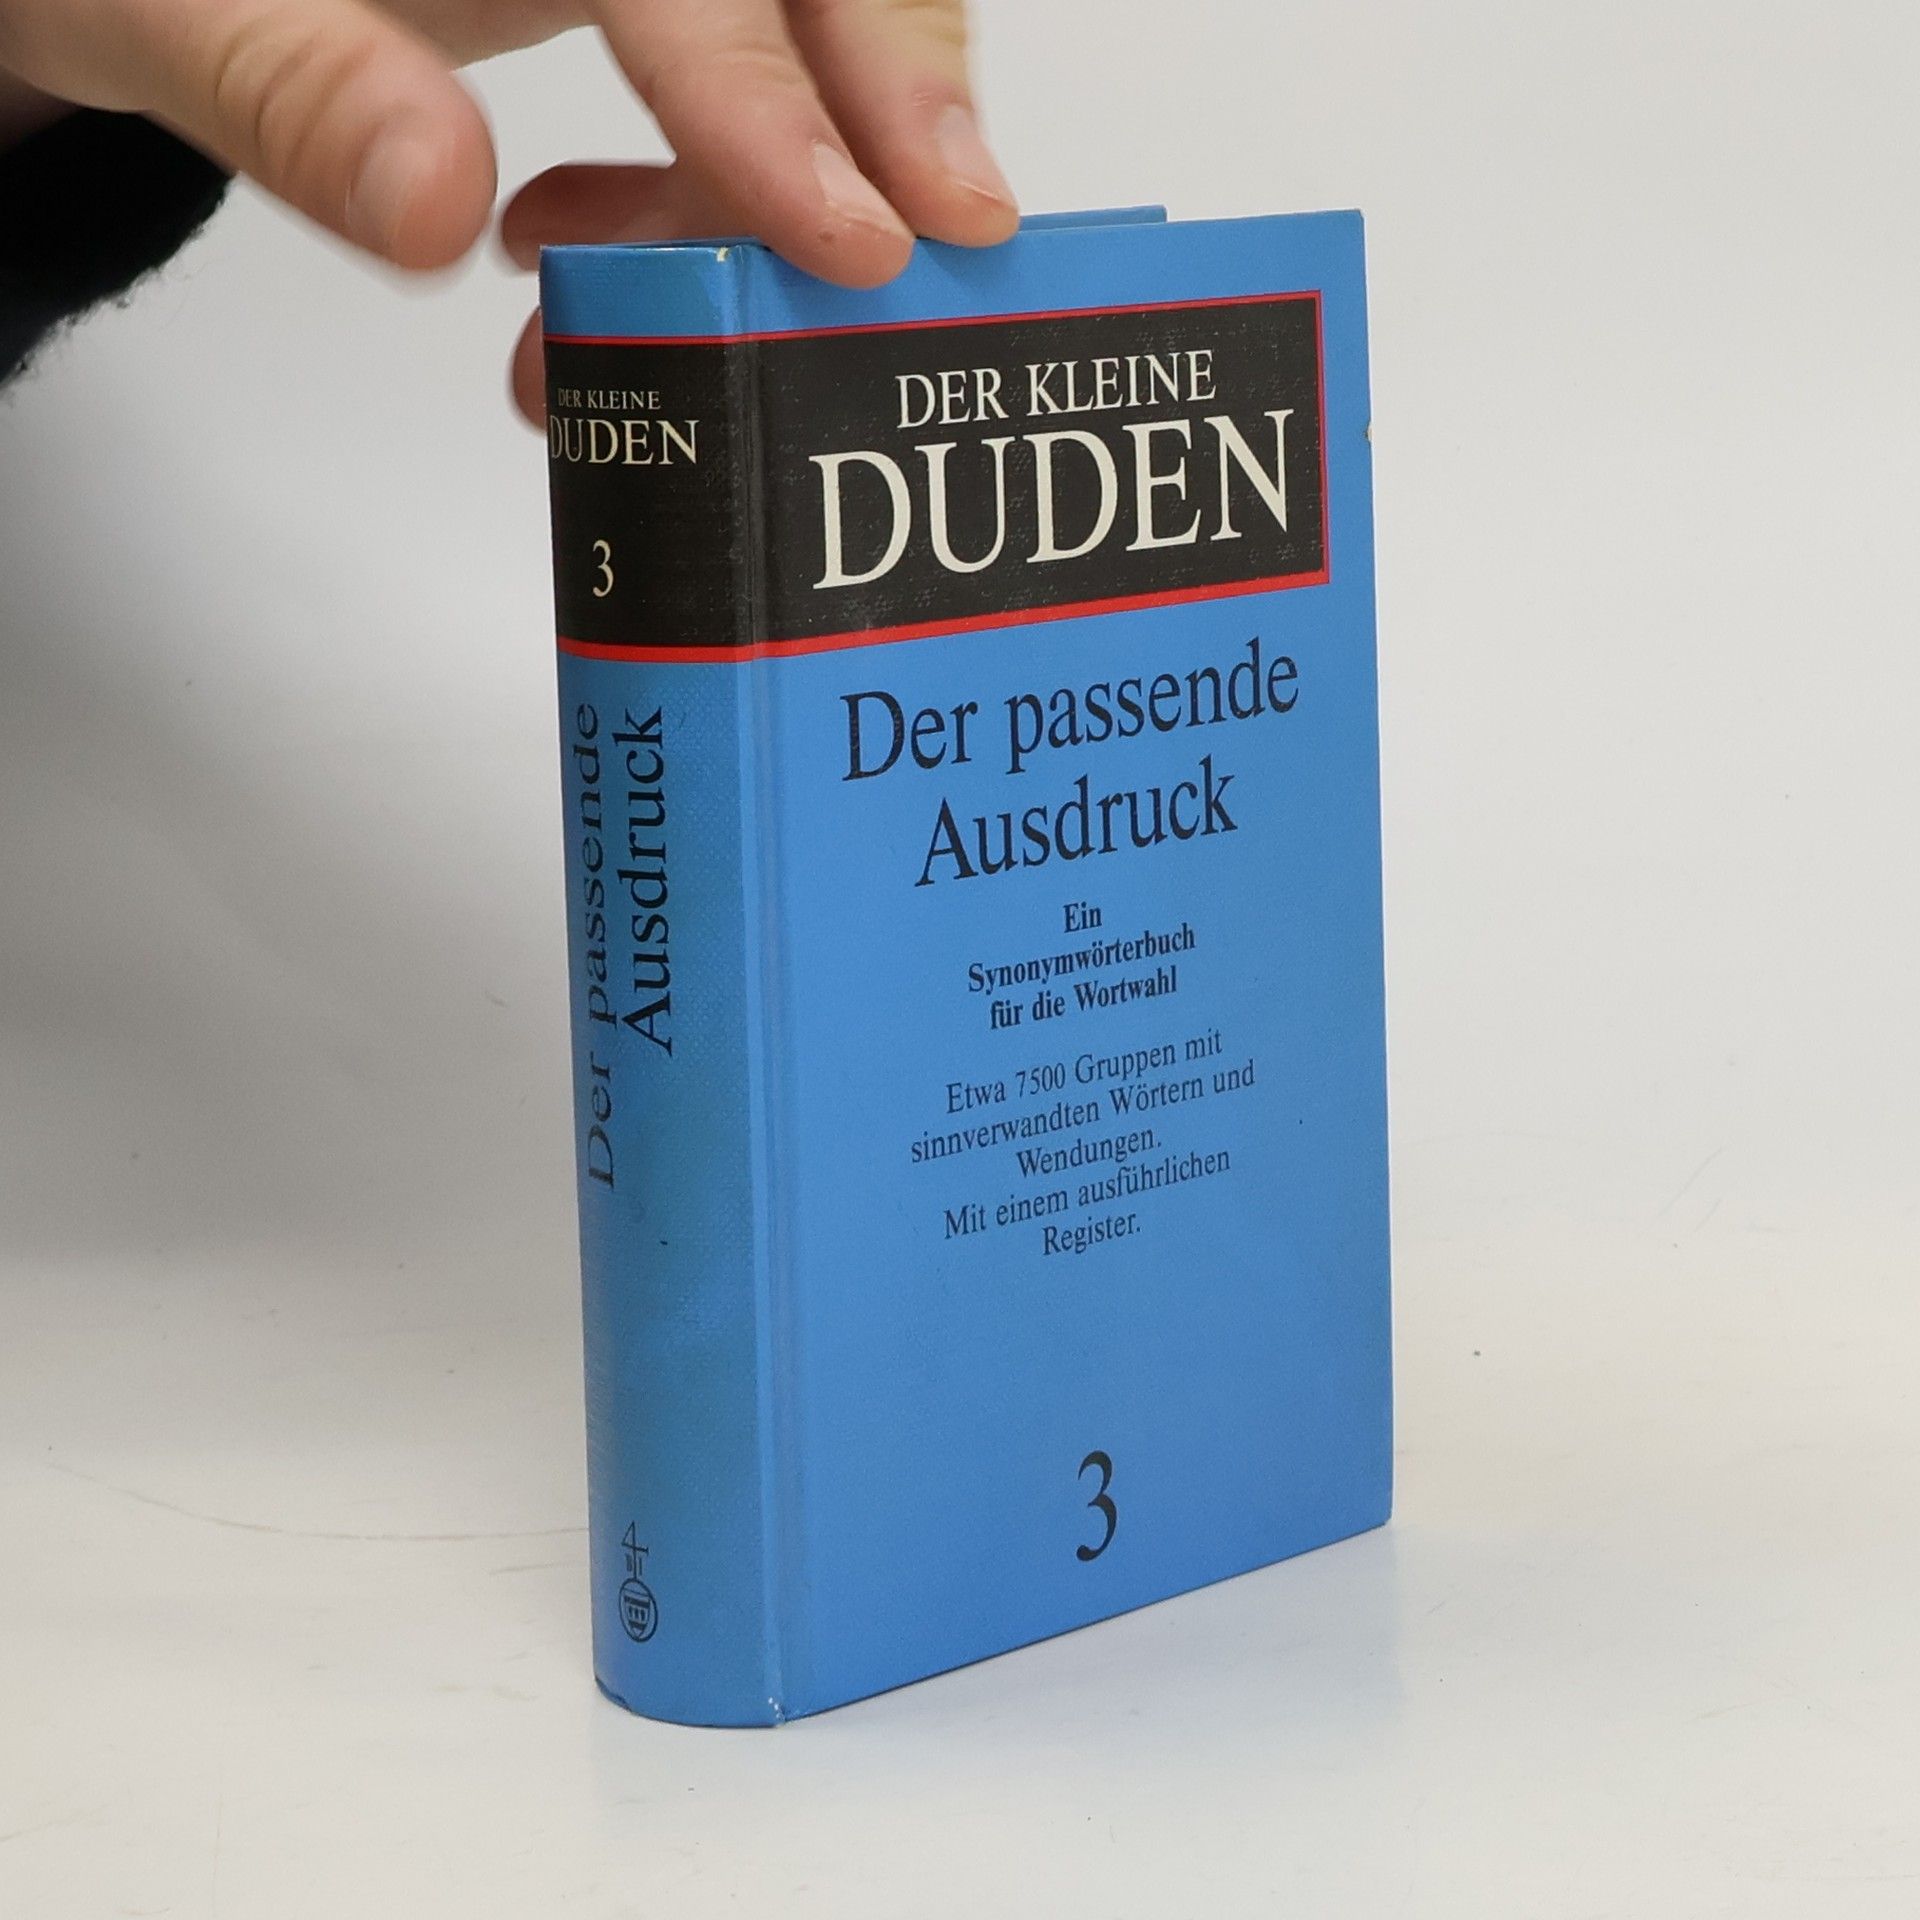 DER KLEINE
DUDEN
3
Der passende
Ausdruck
DER KLEINE
DUDEN
Der passende
Ausdruck
Ein
Synonymwörterbuch
für die Wortwahl
Etwa 7500 Gruppen mit
sinnverwandten Wörtern und
Wendungen.
Mit einem ausführlichen
Register.
3